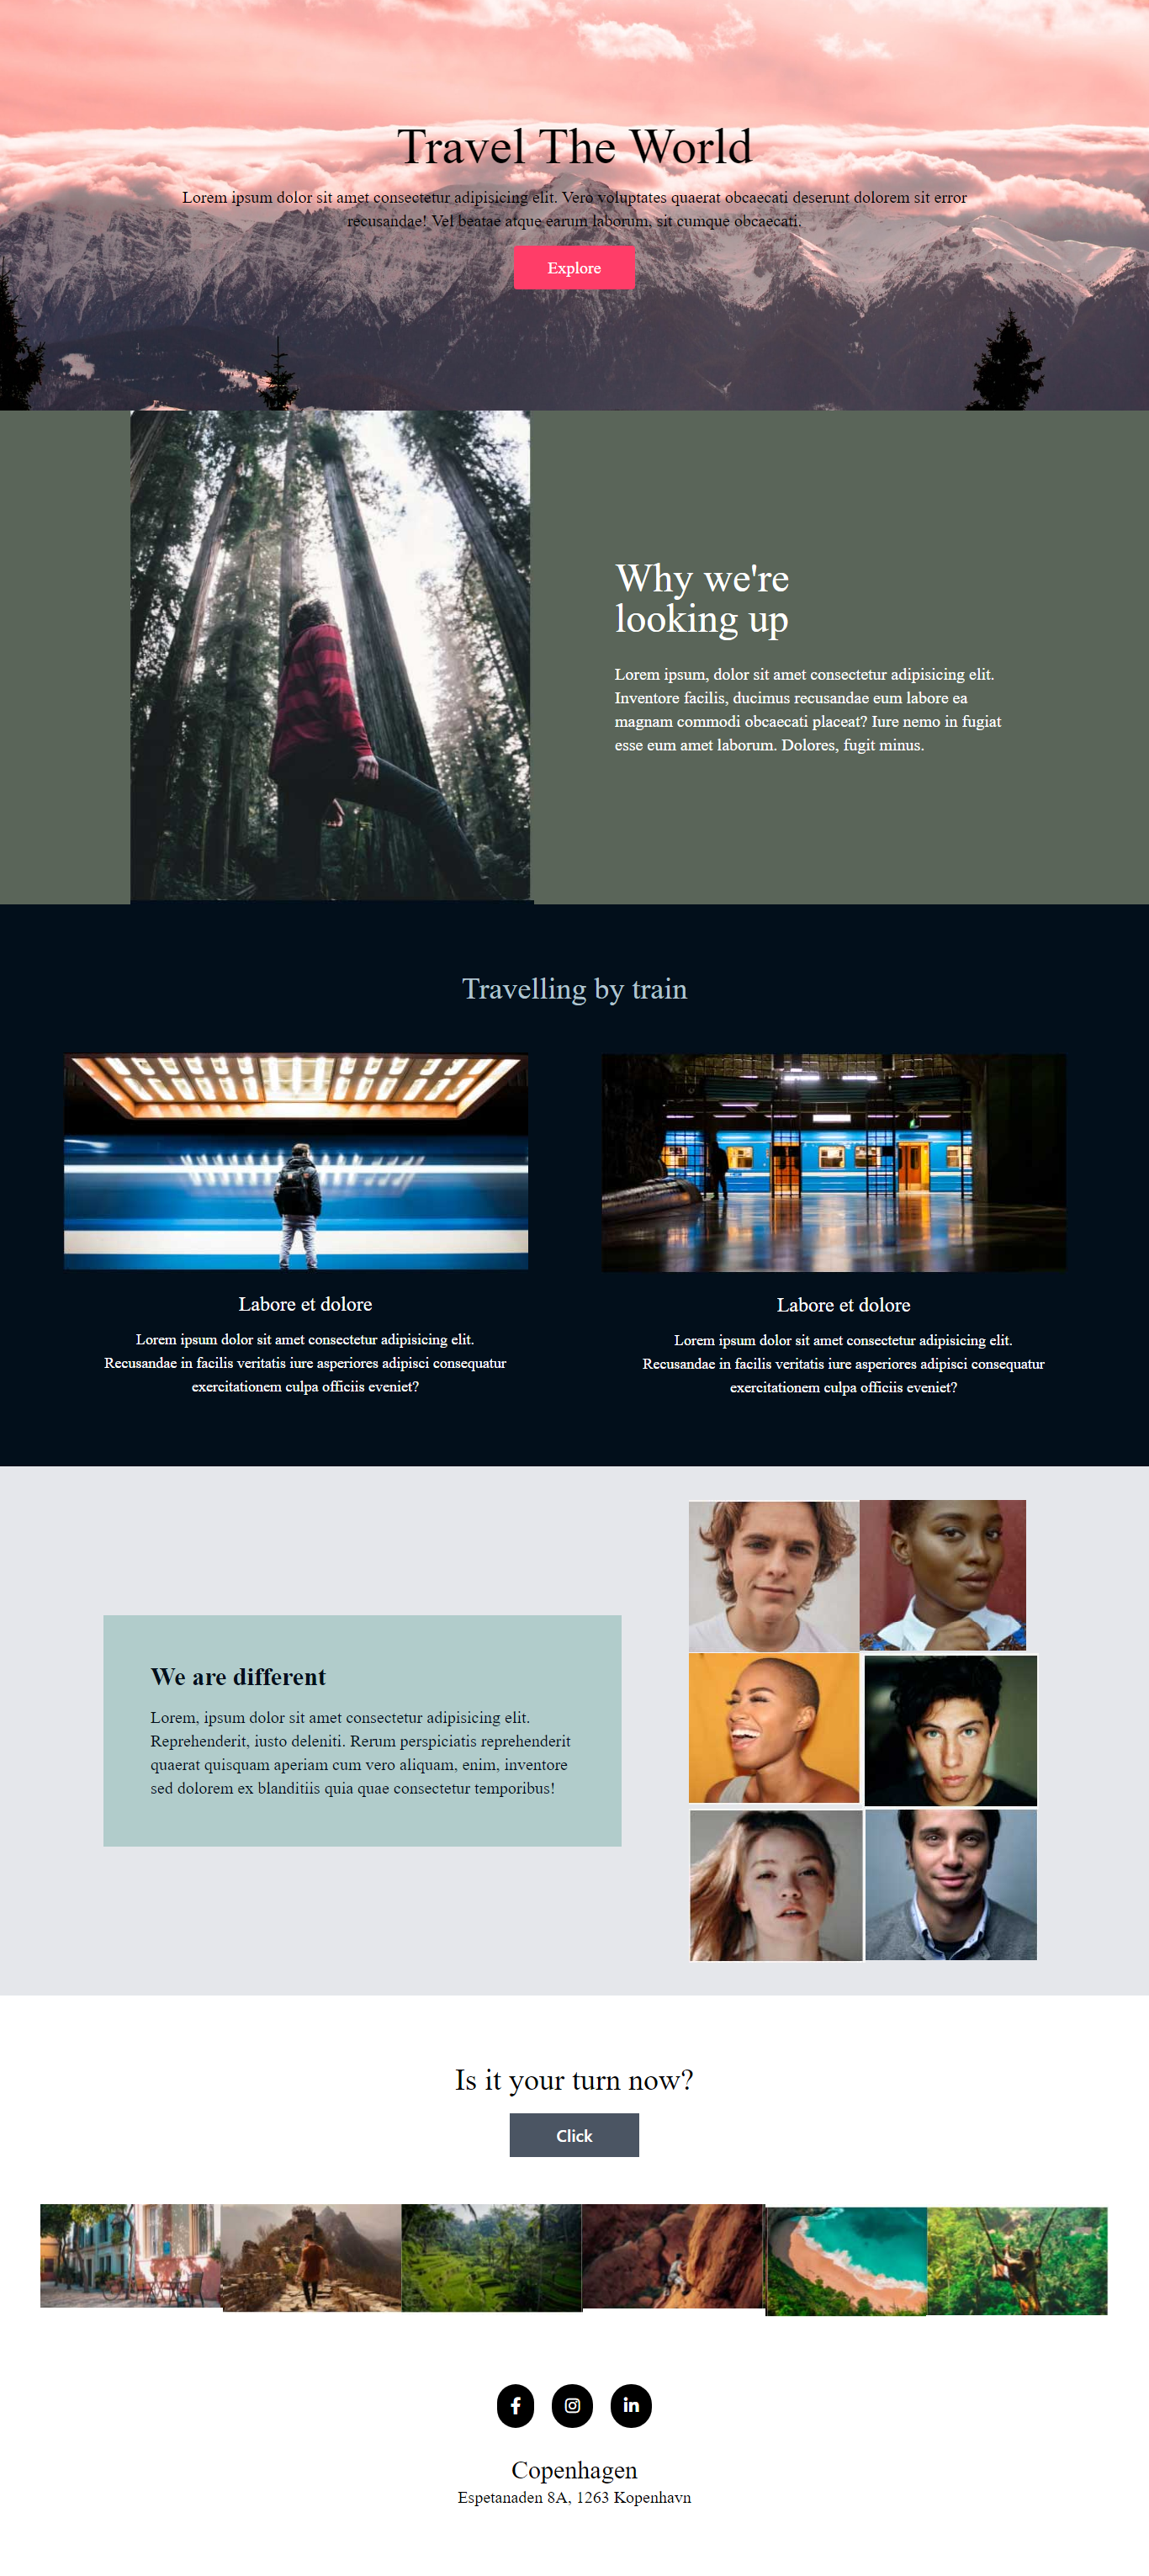 Travel The World
Lorem ipsum dolor sit amet consectetur adipisicing elit. Vero voluptates quaerat obcaecati deserunt dolorem sit error
recusandae! Vel beatae atque earum laborum, sit cumque obcaecati.
Explore
Why we're
looking up
Lorem ipsum, dolor sit amet consectetur adipisicing elit.
Inventore facilis, ducimus recusandae eum labore ea
magnam commodi obcaecati placeat? Iure nemo in fugiat
esse eum amet laborum. Dolores, fugit minus.
Travelling by train
Labore et dolore
Lorem ipsum dolor sit amet consectetur adipisicing elit.
Recusandae in facilis veritatis iure asperiores adipisci consequatur
exercitationem culpa officiis eveniet?
Labore et dolore
Lorem ipsum dolor sit amet consectetur adipisicing elit.
Recusandae in facilis veritatis iure asperiores adipisci consequatur
exercitationem culpa officiis eveniet?
We are different
Lorem, ipsum dolor sit amet consectetur adipisicing elit.
Reprehenderit, iusto deleniti. Rerum perspiciatis reprehenderit
quaerat quisquam aperiam cum vero aliquam, enim, inventore
sed dolorem ex blanditiis quia quae consectetur temporibus!
Is it your turn now?
Click
Copenhagen
Espetanaden 8A, 1263 Kopenhavn